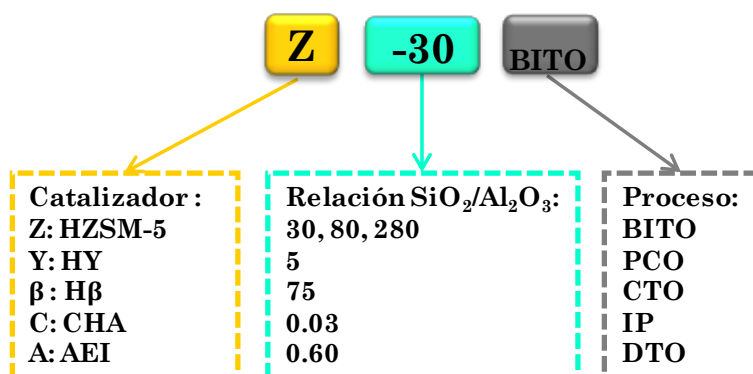 Z -30 BITO
Catalizador :
Z: HZSM-5
Y: HY
β : Hβ
C: CHA
A: AEI
Relación SiO₂/Al₂O₃:
30, 80, 280
5
75
0.03
0.60
Proceso:
BITO
PCO
CTO
IP
DTO